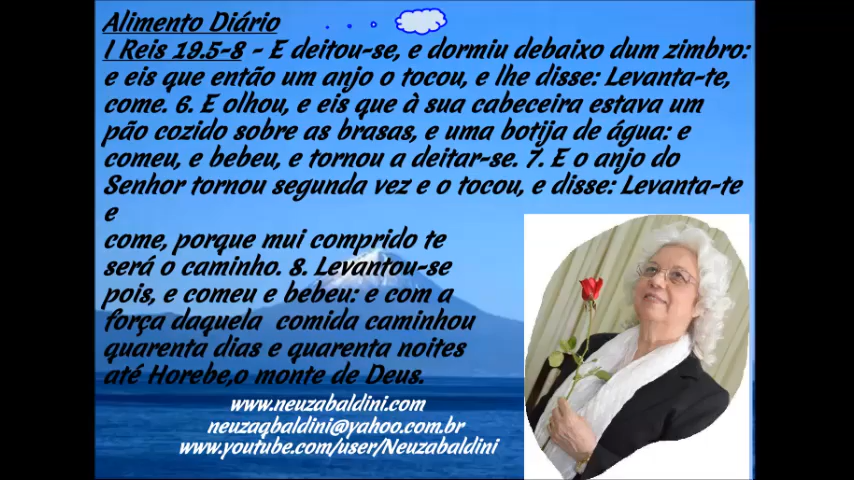 Alimento Diário
I Reis 19.5-8 - E deitou-se, e dormiu debaixo dum zimbro:
e eis que então um anjo o tocou, e lhe disse: Levanta-te,
come. 6. E olhou, e eis que à sua cabeceira estava um
pão cozido sobre as brasas, e uma botija de água: e
comeu, e bebeu, e tornou a deitar-se. 7. E o anjo do
Senhor tornou segunda vez e o tocou, e disse: Levanta-te
e
come, porque mui comprido te
será o caminho. 8. Levantou-se
pois, e comeu e bebeu: e com a
força daquela comida caminhou
quarenta dias e quarenta noites
até Horebe,o monte de Deus.
www.neuzabaldini.com
neuzaqbaldini@yahoo.com.br
www.youtube.com/user/Neuzabaldini